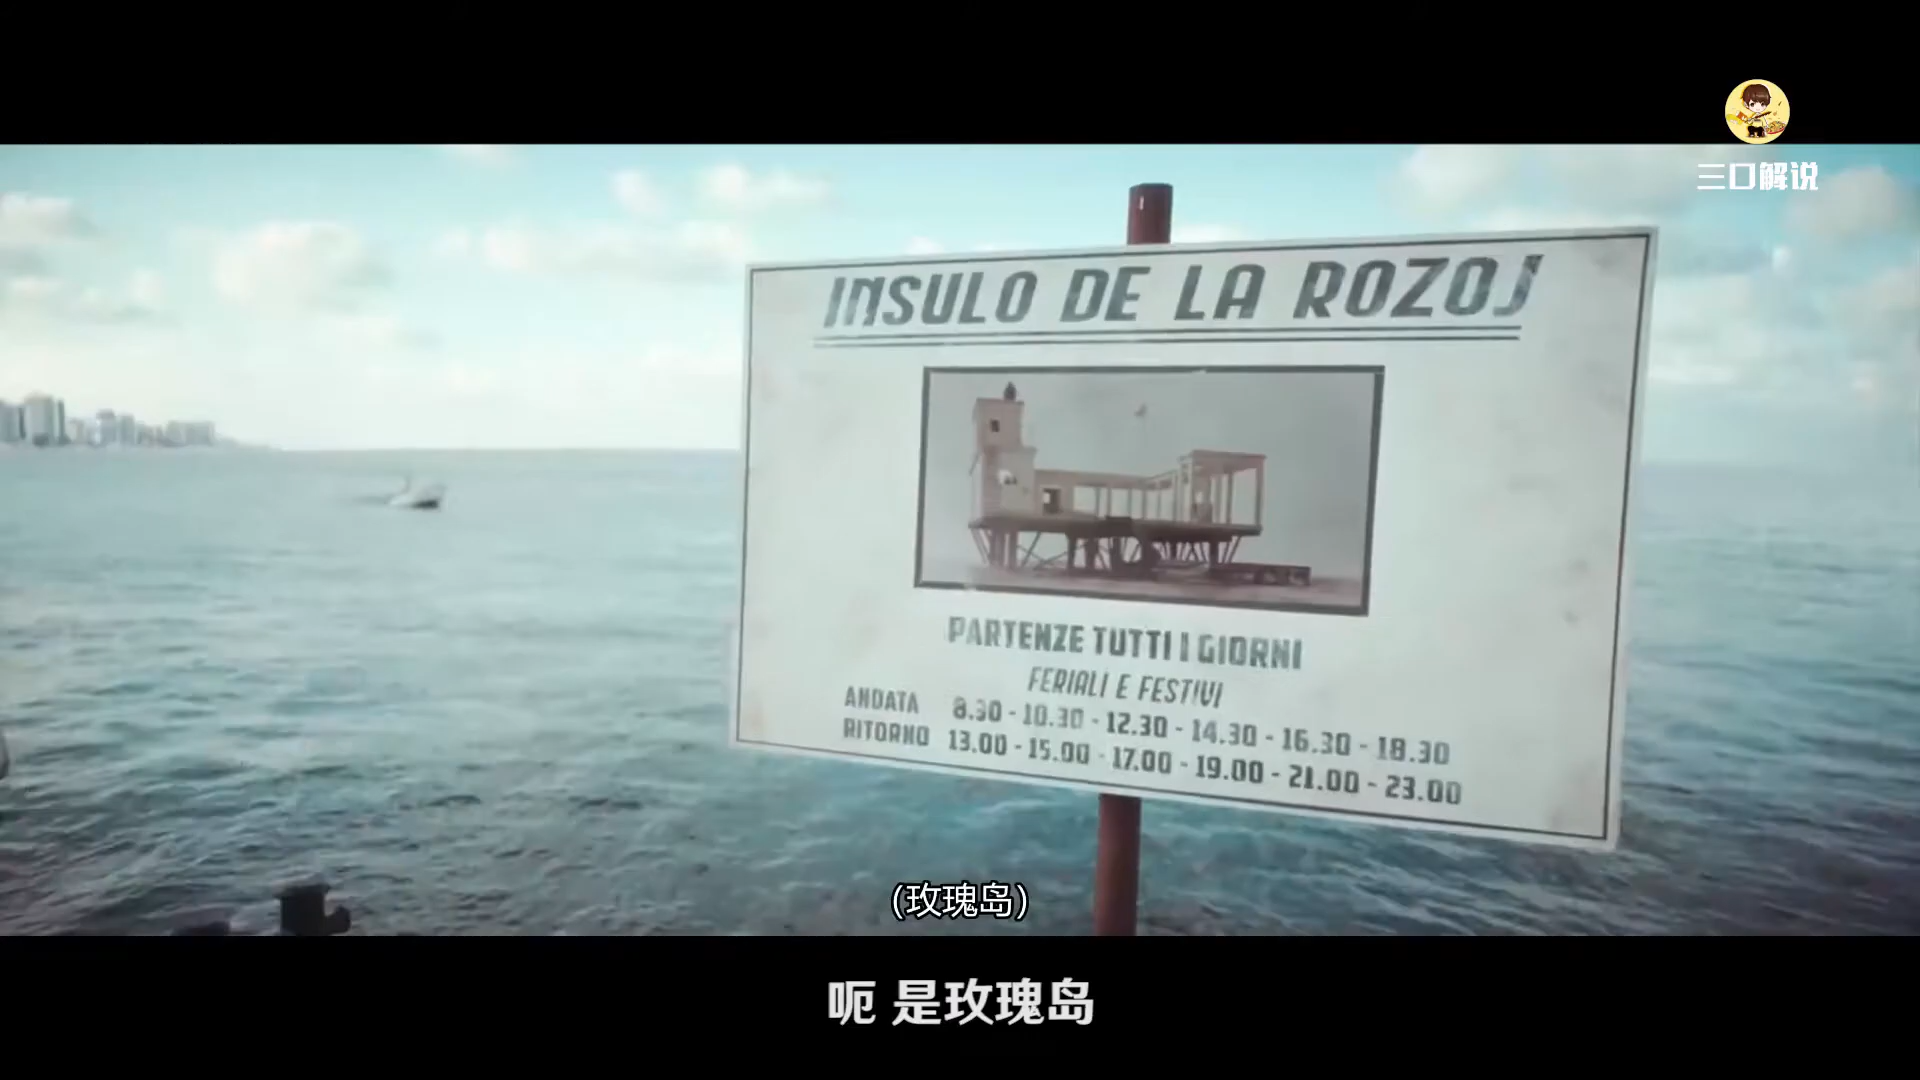 三口解说
INSULO DE LA ROZOJ
PARTENZE TUTTI I GIORNI
FERIALI E FESTIVI
ANDATA 8.30 - 10.30 - 12.30 - 14.30 - 16.30 - 18.30
RITORNO 13.00 - 15.00 - 17.00 - 19.00 - 21.00 - 23.00
(玫瑰岛)
呃 是玫瑰岛